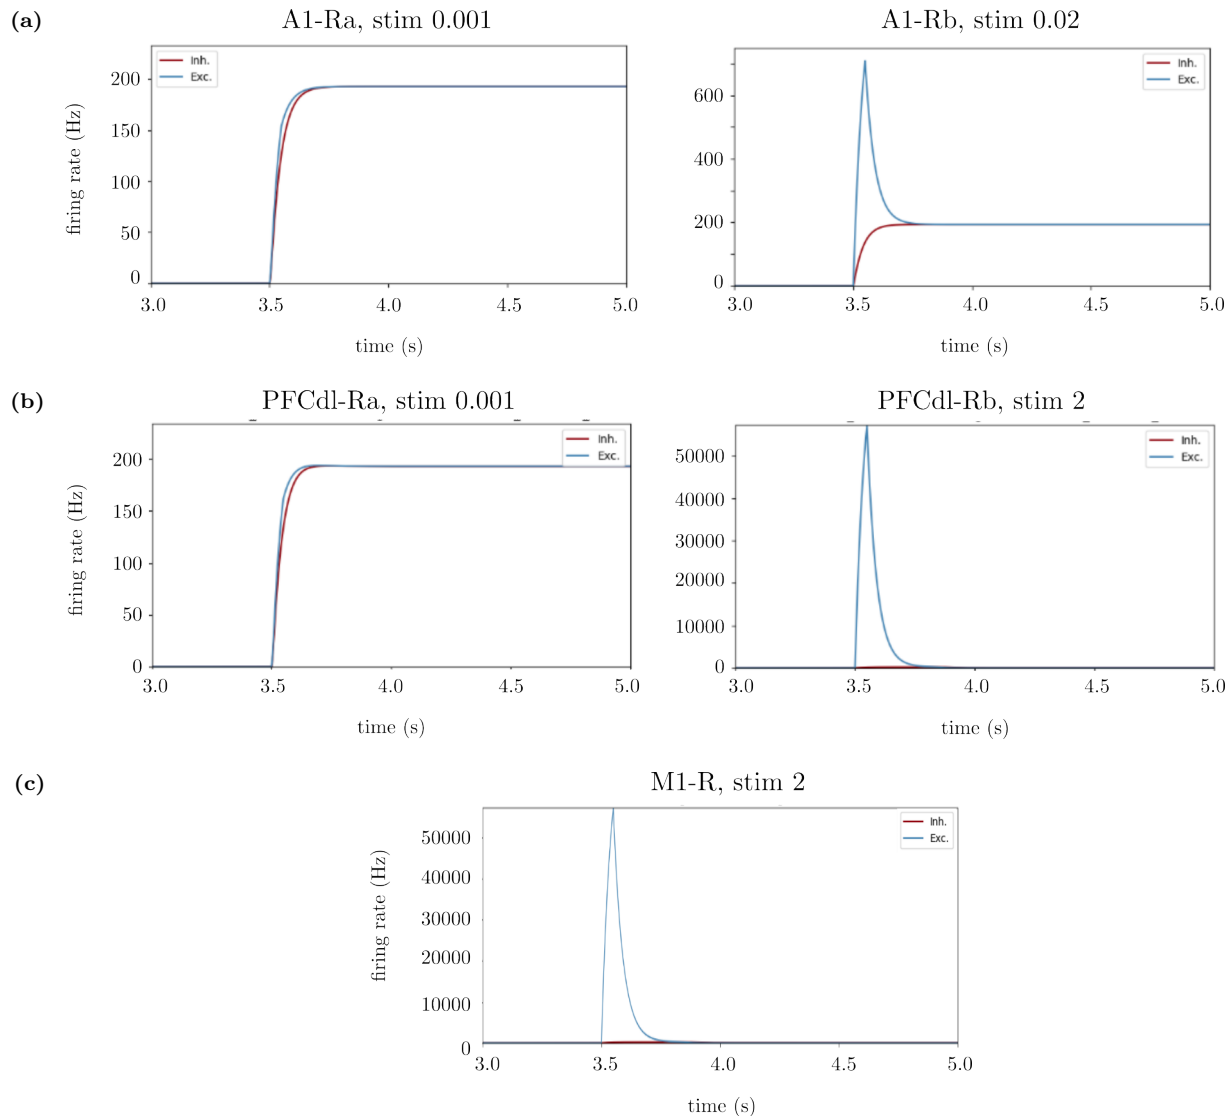 (a)
A1-Ra, stim 0.001
A1-Rb, stim 0.02
firing rate (Hz)
200
150
100
50
0
Inh.
Exc.
3.0 3.5 4.0 4.5 5.0
time (s)
600
400
200
0
Inh.
Exc.
3.0 3.5 4.0 4.5 5.0
time (s)
(b)
PFCdl-Ra, stim 0.001
PFCdl-Rb, stim 2
firing rate (Hz)
200
150
100
50
0
Inh.
Exc.
3.0 3.5 4.0 4.5 5.0
time (s)
50000
40000
30000
20000
10000
0
Inh.
Exc.
3.0 3.5 4.0 4.5 5.0
time (s)
(c)
M1-R, stim 2
firing rate (Hz)
50000
40000
30000
20000
10000
0
Inh.
Exc.
3.0 3.5 4.0 4.5 5.0
time (s)